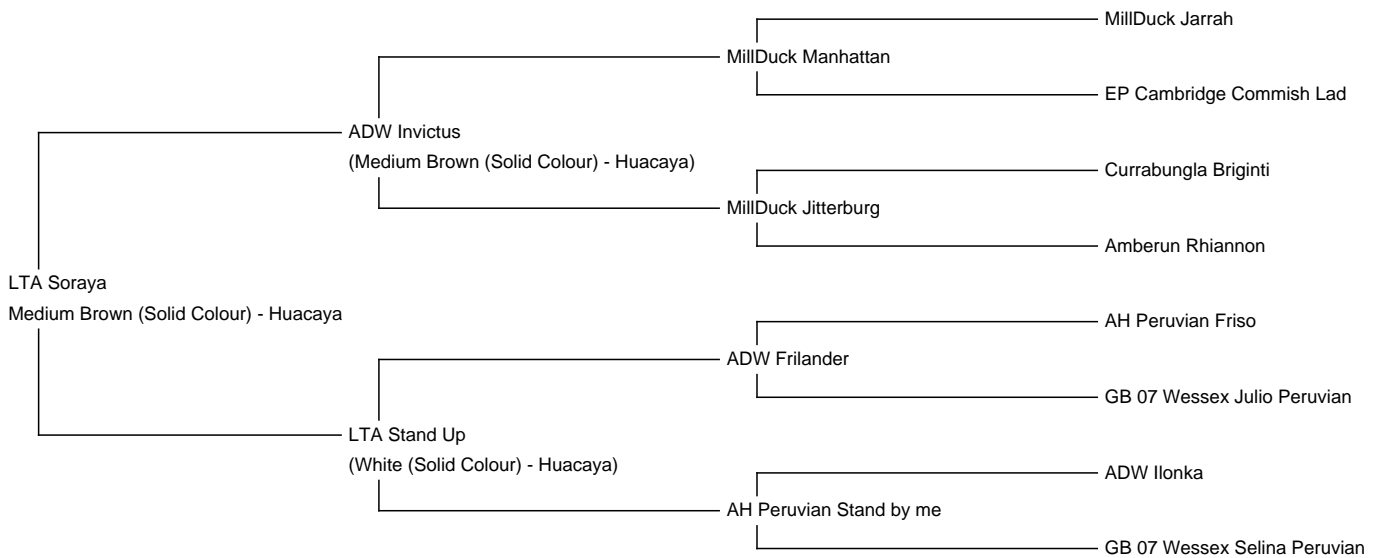 MillDuck Jarrah
MillDuck Manhattan
EP Cambridge Commish Lad
ADW Invictus
(Medium Brown (Solid Colour) - Huacaya)
Currabungla Briginti
MillDuck Jitterburg
Amberun Rhiannon
LTA Soraya
Medium Brown (Solid Colour) - Huacaya
AH Peruvian Friso
ADW Frilander
GB 07 Wessex Julio Peruvian
LTA Stand Up
(White (Solid Colour) - Huacaya)
ADW Ilonka
AH Peruvian Stand by me
GB 07 Wessex Selina Peruvian